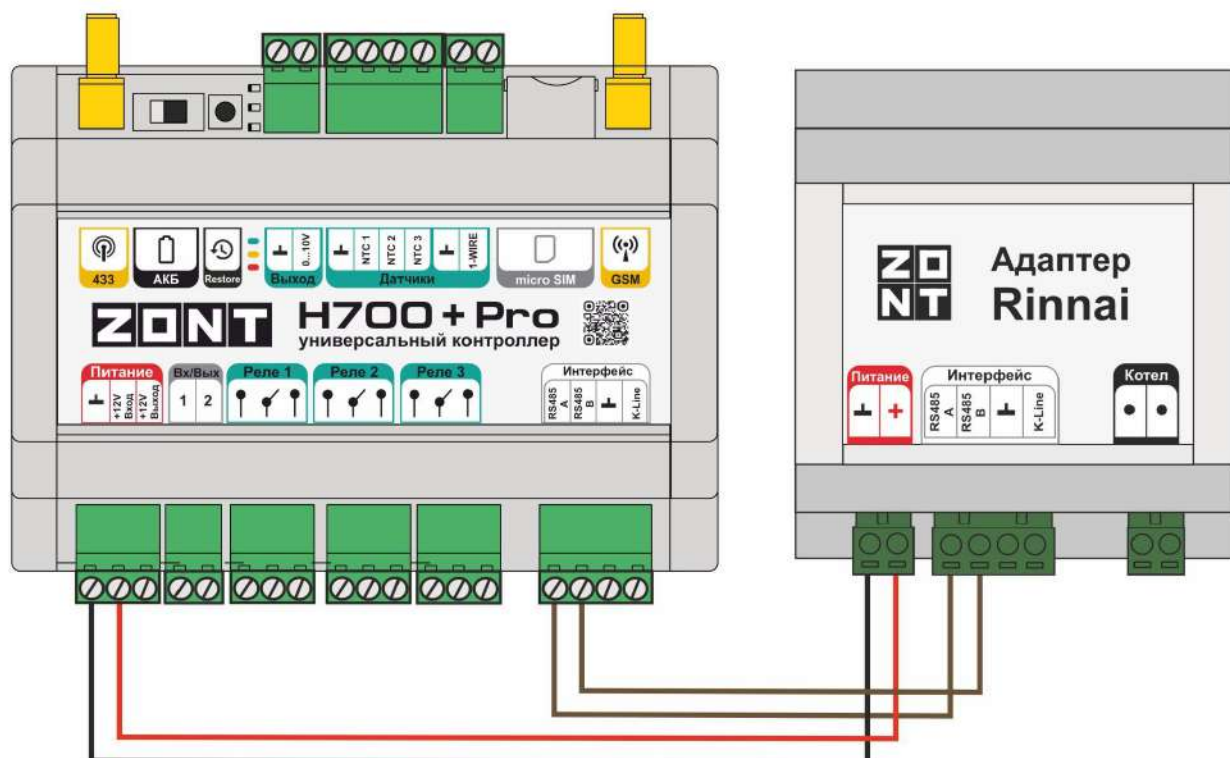 433
АКБ
Restore
⊥
0...10V
Выход
⊥
NTC 1
NTC 2
NTC 3
⊥
1-WIRE
Датчики
micro SIM
GSM
ZONT
H700+Pro
универсальный контроллер
Питание
⊥
+12V
Вход
+12V
Выход
Вх/Вых
1 2
Реле 1
Реле 2
Реле 3
Интерфейс
RS485
A
RS485
B
⊥
K-Line
ZONT
Адаптер
Rinnai
Питание
⊥ +
Интерфейс
RS485
A
RS485
B
⊥
K-Line
Котел